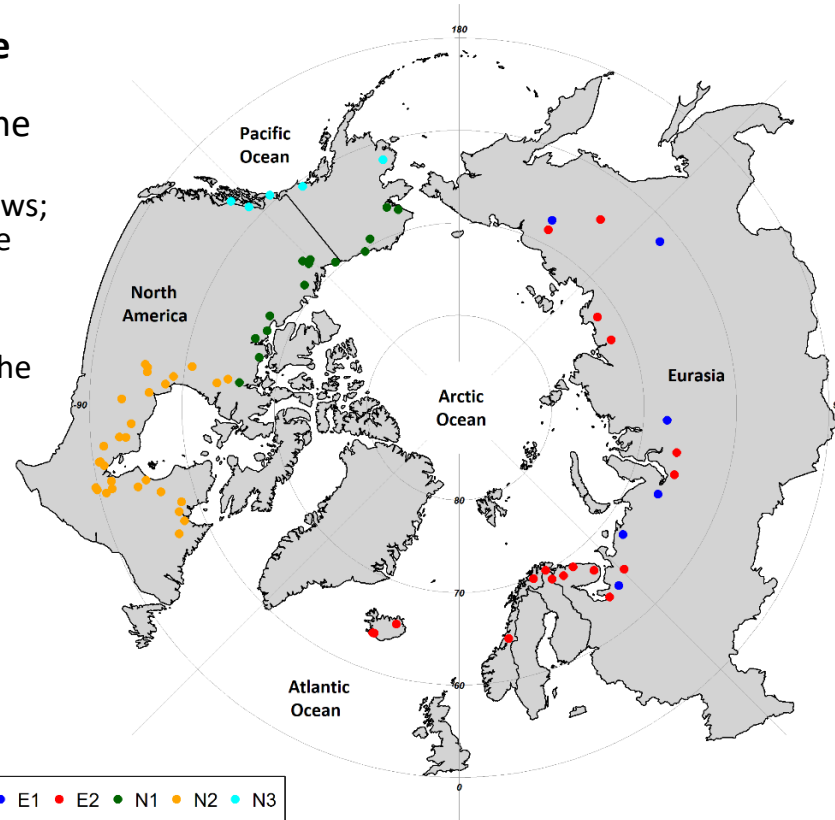 e
180
he
Pacific
Ocean
ws;
e
North
America
the
-90
Eurasia
Arctic
Ocean
80
70
Atlantic
Ocean
60
0
E1 E2 N1 N2 N3